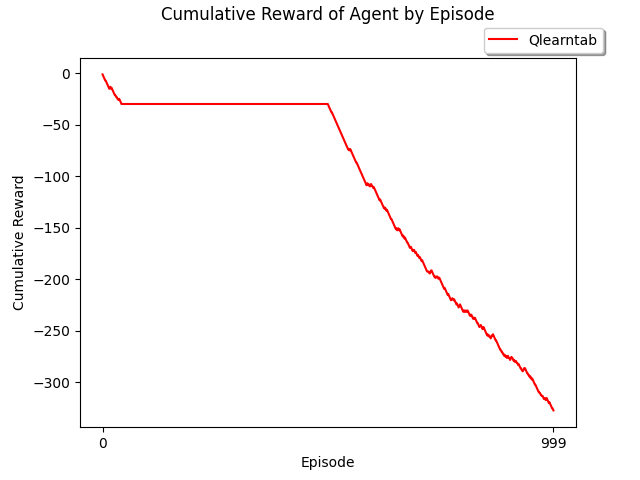 Cumulative Reward of Agent by Episode
Qlearntab
0
−50
−100
−150
−200
−250
−300
Cumulative Reward
0
999
Episode